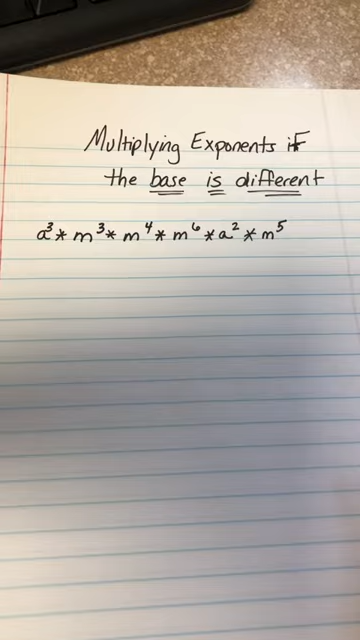 Multiplying Exponents if
the base is different
a³ * m³ * m⁴ * m⁶ * a² * m⁵